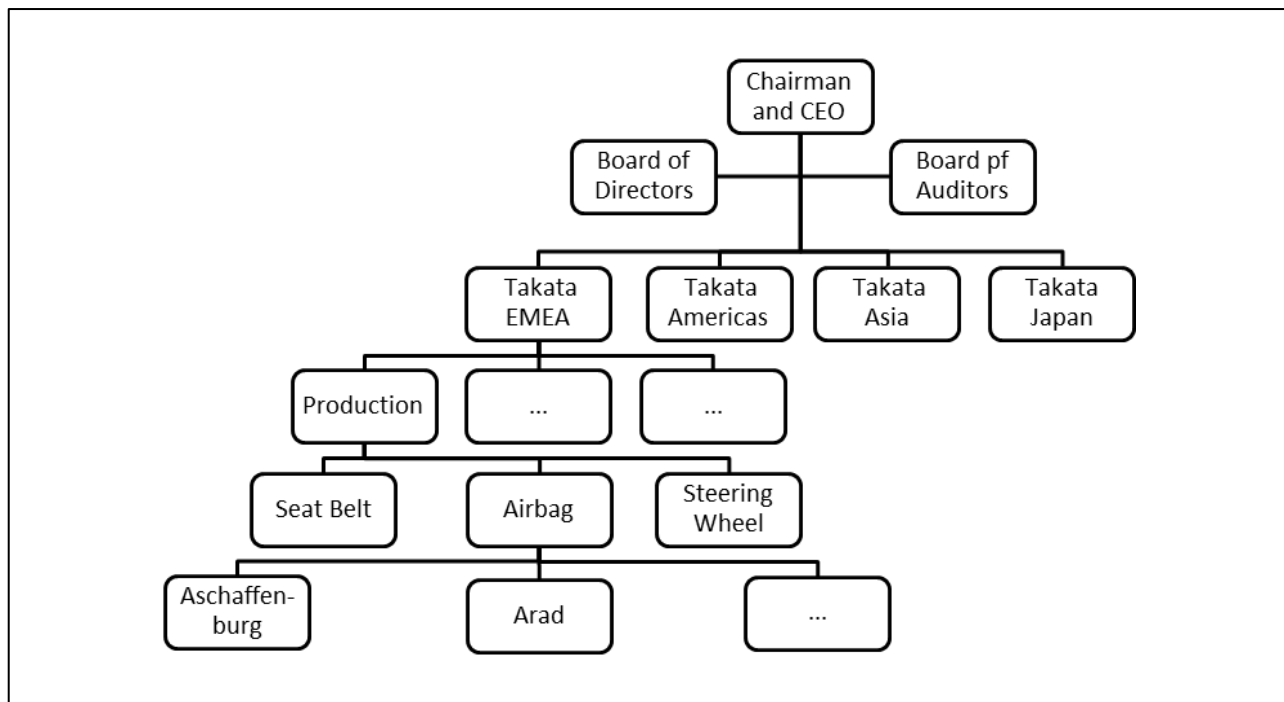 Chairman
and CEO
Board of
Directors
Board pf
Auditors
Takata
EMEA
Takata
Americas
Takata
Asia
Takata
Japan
Production
...
...
Seat Belt
Airbag
Steering
Wheel
Aschaffen-
burg
Arad
...